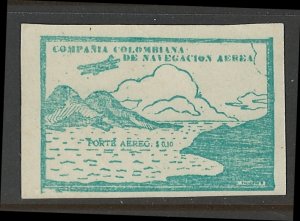 COMPAÑIA COLOMBIANA
DE NAVEGACION AEREA
PORTE AEREO. $ 0.10